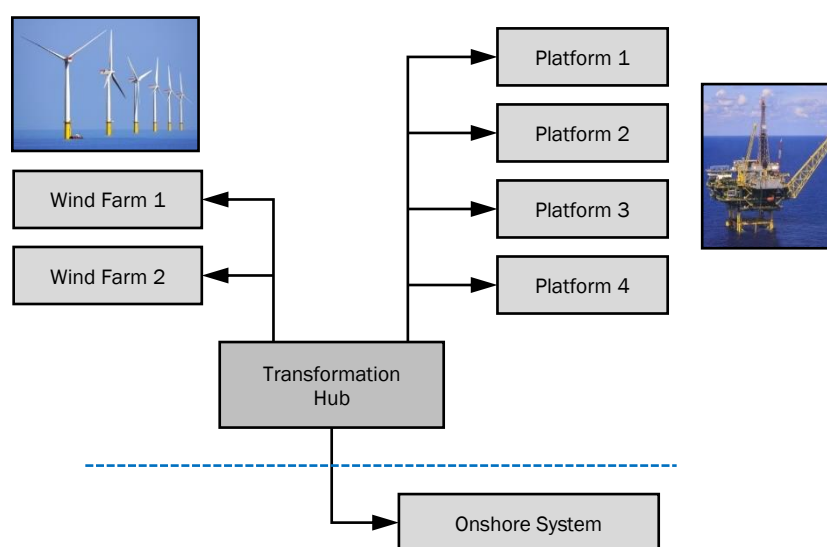 Platform 1
Platform 2
Platform 3
Platform 4
Wind Farm 1
Wind Farm 2
Transformation
Hub
Onshore System